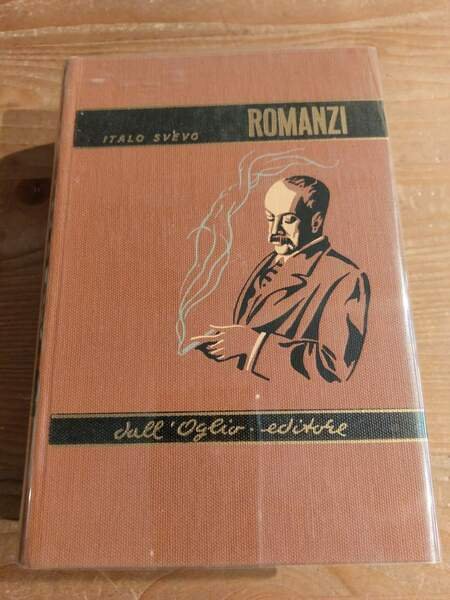 ROMANZI
ITALO SVEVO
dall'Oglio - editore